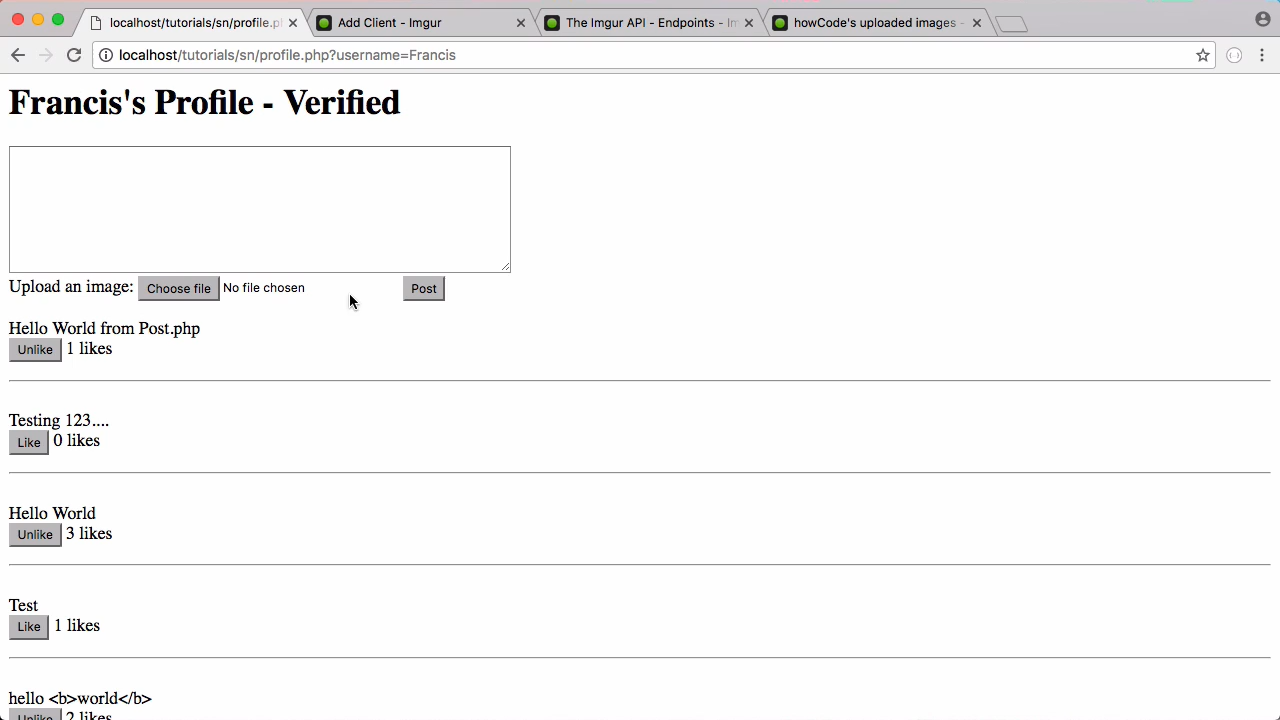 localhost/tutorials/sn/profile.p
Add Client - Imgur
The Imgur API - Endpoints - Im
howCode's uploaded images -
localhost/tutorials/sn/profile.php?username=Francis
Francis's Profile - Verified
Upload an image: Choose file No file chosen Post
Hello World from Post.php
Unlike 1 likes
Testing 123....
Like 0 likes
Hello World
Unlike 3 likes
Test
Like 1 likes
hello <b>world</b>
Unlike 2 likes